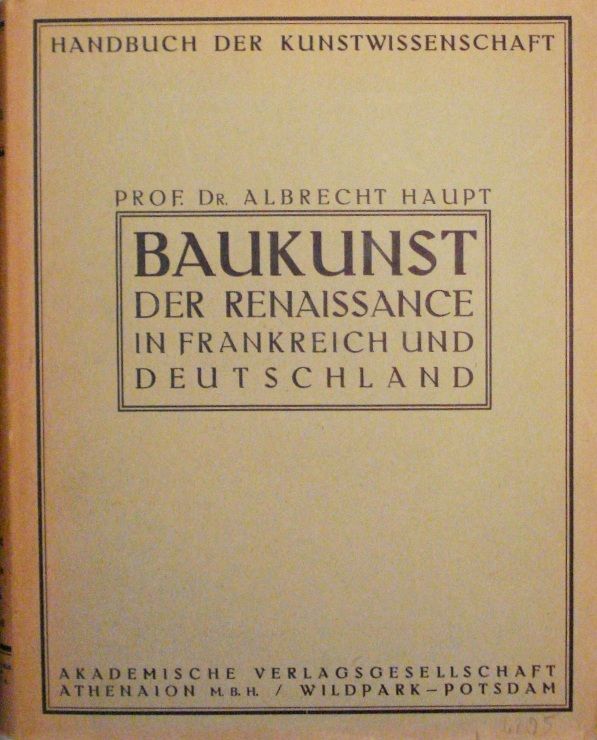 HANDBUCH DER KUNSTWISSENSCHAFT
PROF. DR. ALBRECHT HAUPT
BAUKUNST
DER RENAISSANCE
IN FRANKREICH UND
DEUTSCHLAND
AKADEMISCHE VERLAGSGESELLSCHAFT
ATHENAION M.B.H. / WILDPARK–POTSDAM